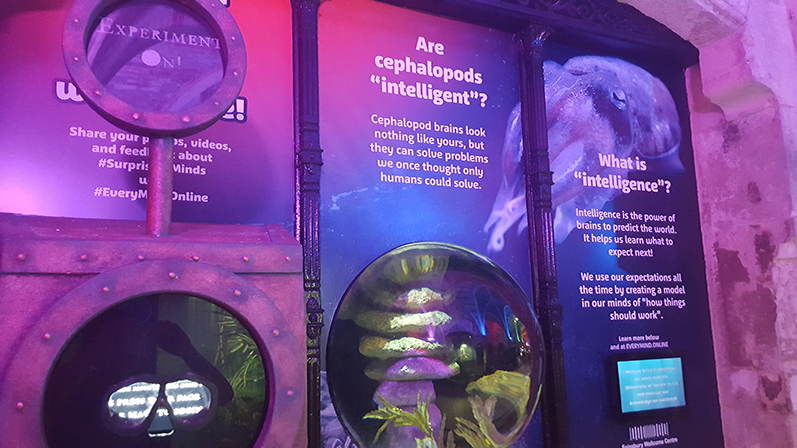 EXPERIMENT
ON!
Share your photos, videos,
and feedback about
#Surprised Minds
#EveryMindOnline
Are
cephalopods
“intelligent”?
Cephalopod brains look
nothing like yours, but
they can solve problems
we once thought only
humans could solve.
What is
“intelligence”?
Intelligence is the power of
brains to predict the world.
It helps us learn what to
expect next!
We use our expectations all
the time by creating a model
in our minds of "how things
should work".
Learn more below
and at EVERYMIND.ONLINE
Sainsbury Wellcome Centre